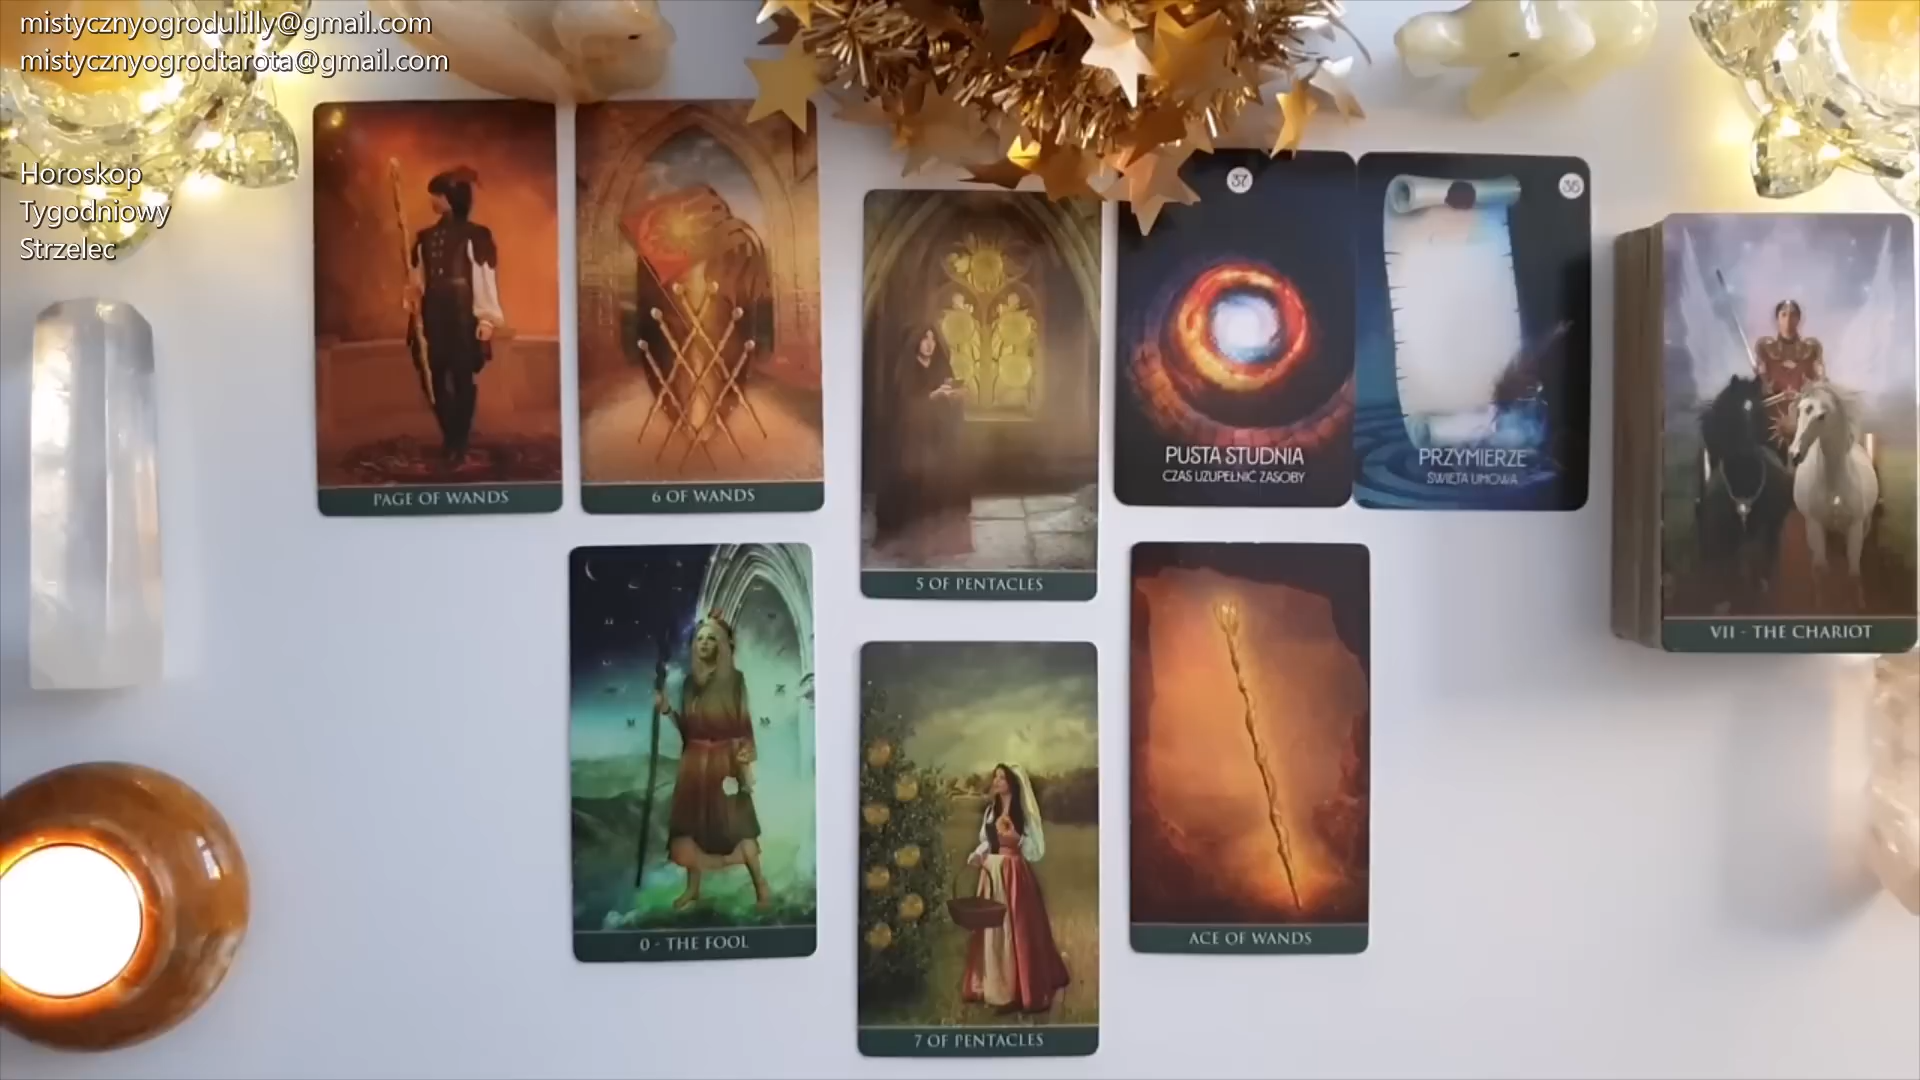 mistycznyogrodulilly@gmail.com
mistycznyogrodtarota@gmail.com
Horoskop
Tygodniowy
Strzelec
PAGE OF WANDS
6 OF WANDS
5 OF PENTACLES
37
PUSTA STUDNIA
CZAS UZUPEŁNIĆ ZASOBY
36
PRZYMIERZE
ŚWIĘTA UMOWA
VII - THE CHARIOT
0 - THE FOOL
7 OF PENTACLES
ACE OF WANDS